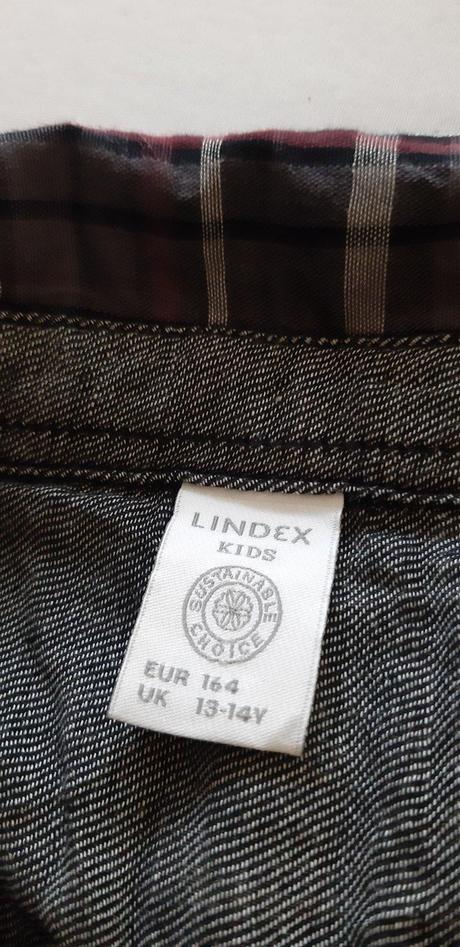 LINDEX
KIDS
SUSTAINABLE
CHOICE
EUR 164
UK 13-14Y